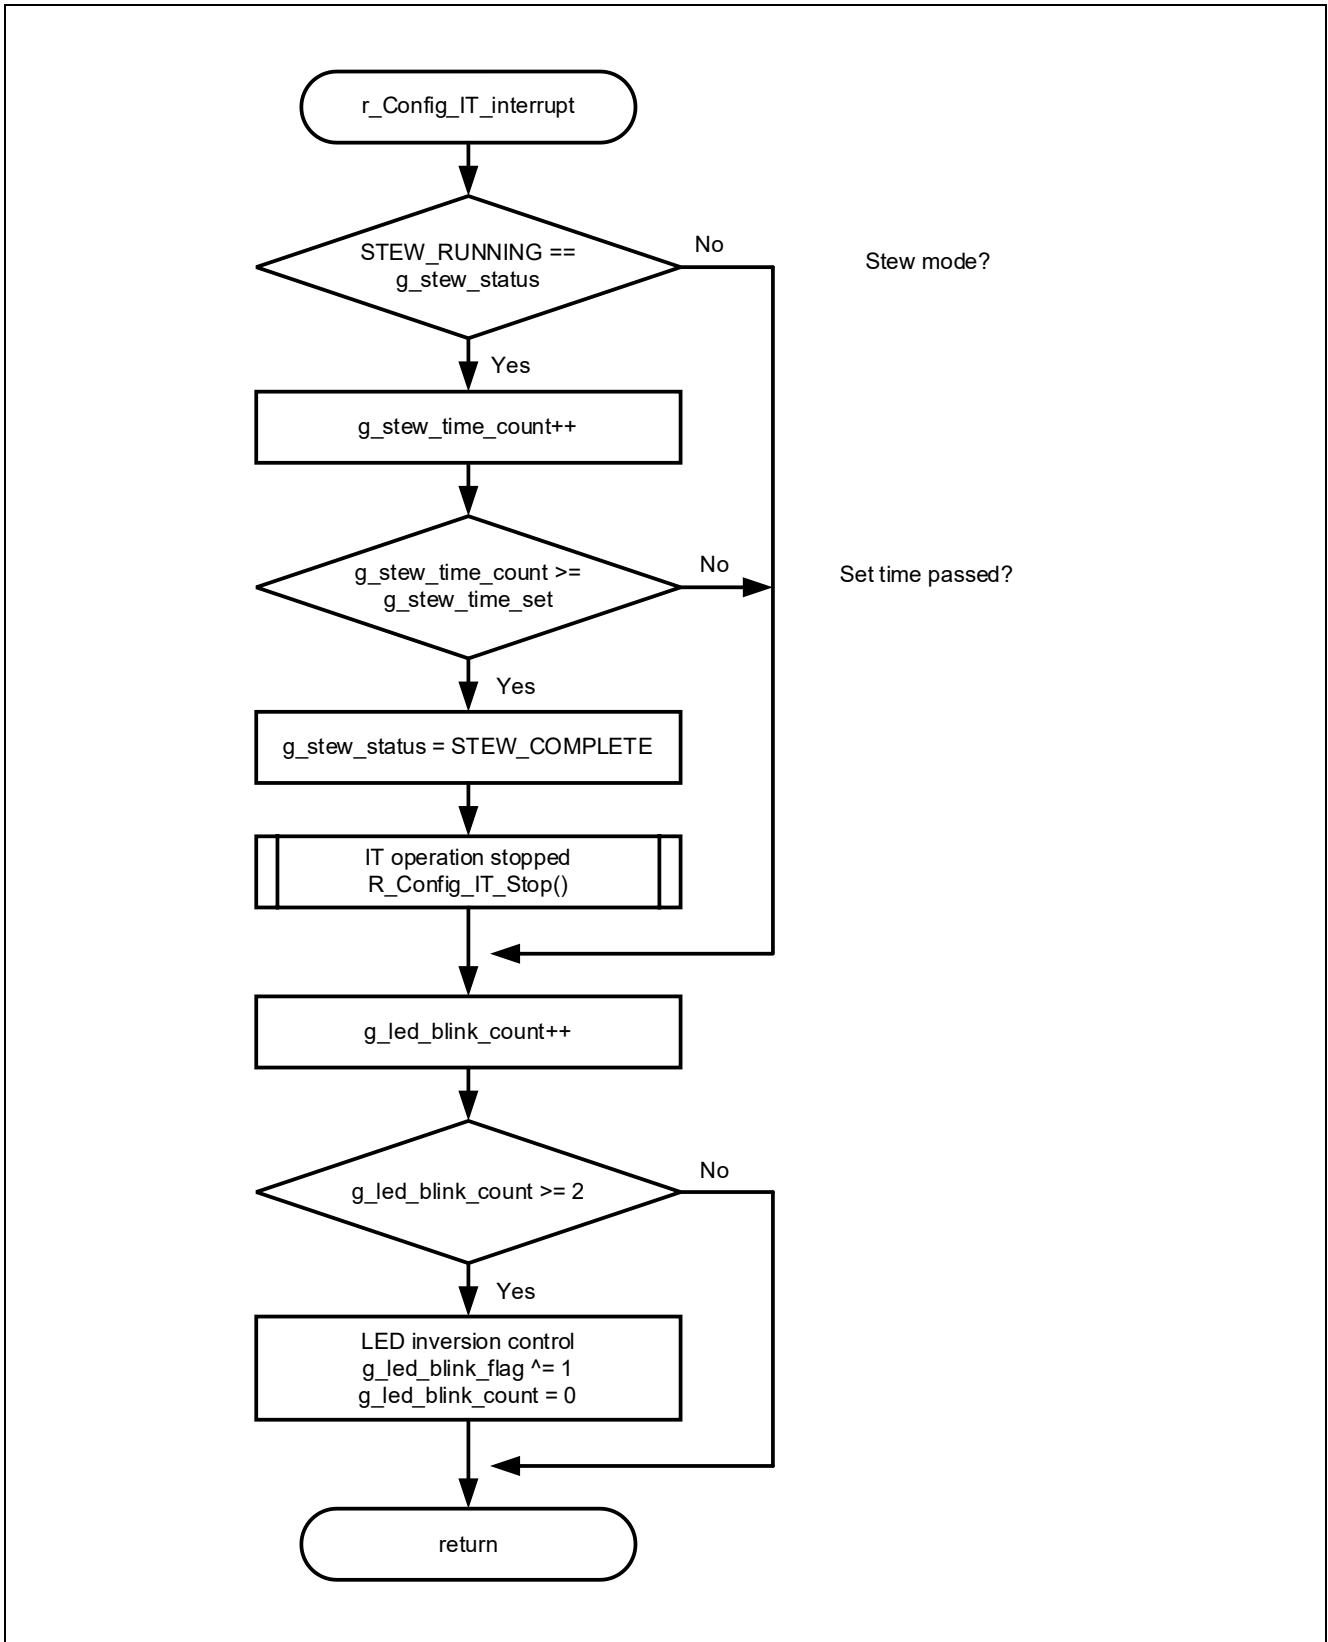 r_Config_IT_interrupt
STEW_RUNNING ==
g_stew_status
No
Stew mode?
Yes
g_stew_time_count++
g_stew_time_count >=
g_stew_time_set
No
Set time passed?
Yes
g_stew_status = STEW_COMPLETE
IT operation stopped
R_Config_IT_Stop()
g_led_blink_count++
g_led_blink_count >= 2
No
Yes
LED inversion control
g_led_blink_flag ^= 1
g_led_blink_count = 0
return